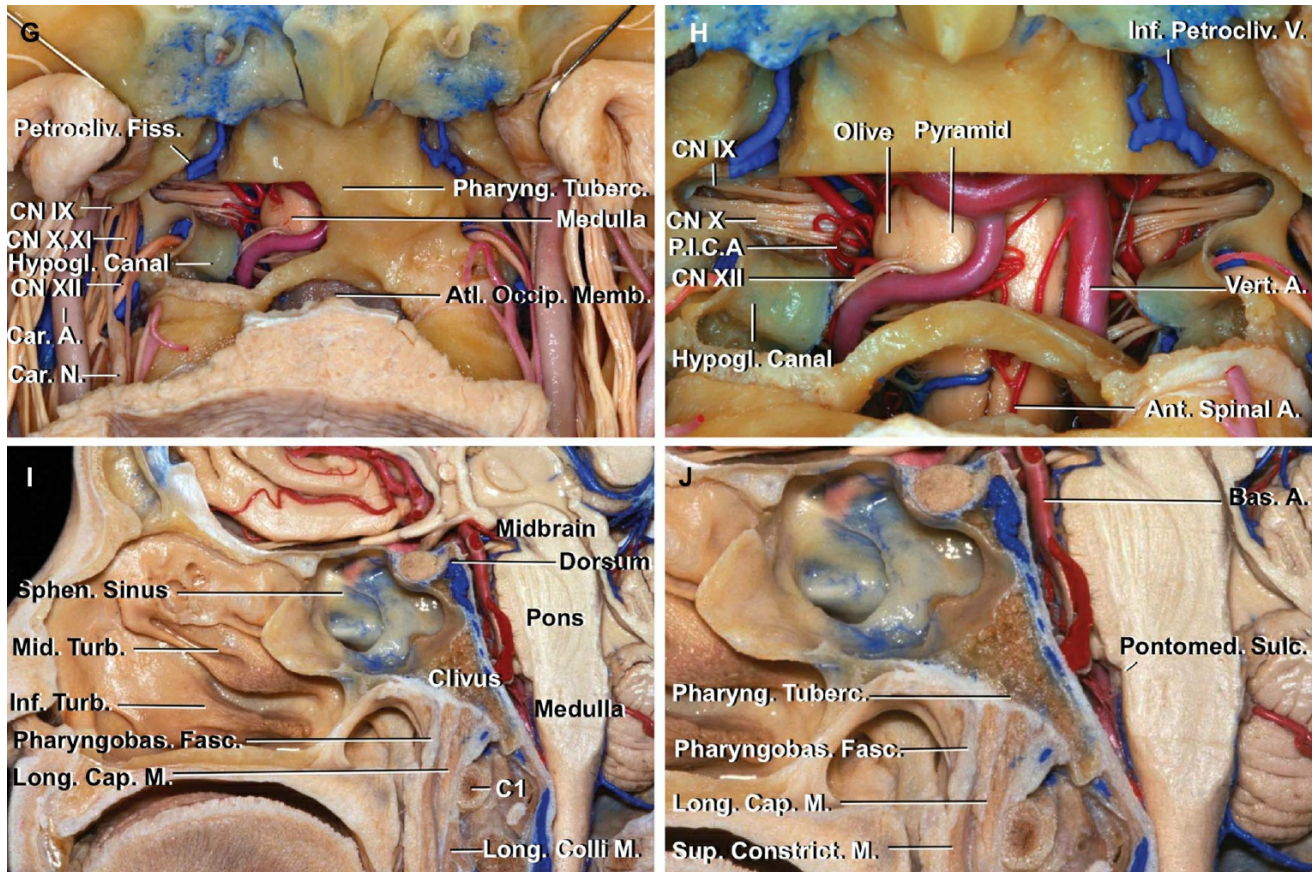 G
Petrocliv. Fiss.
Pharyng. Tuberc.
CN IX
Medulla
CN X,XI
Hypogl. Canal
CN XII
Atl. Occip. Memb.
Car. A.
Car. N.
H
Inf. Petrocliv. V.
Olive
Pyramid
CN IX
CN X
P.I.C.A
CN XII
Vert. A.
Hypogl. Canal
Ant. Spinal A.
I
Midbrain
Dorsum
Sphen. Sinus
Pons
Mid. Turb.
Clivus
Inf. Turb.
Medulla
Pharyngobas. Fasc.
Long. Cap. M.
C1
Long. Colli M.
J
Bas. A.
Pontomed. Sulc.
Pharyng. Tuberc.
Pharyngobas. Fasc.
Long. Cap. M.
Sup. Constrict. M.